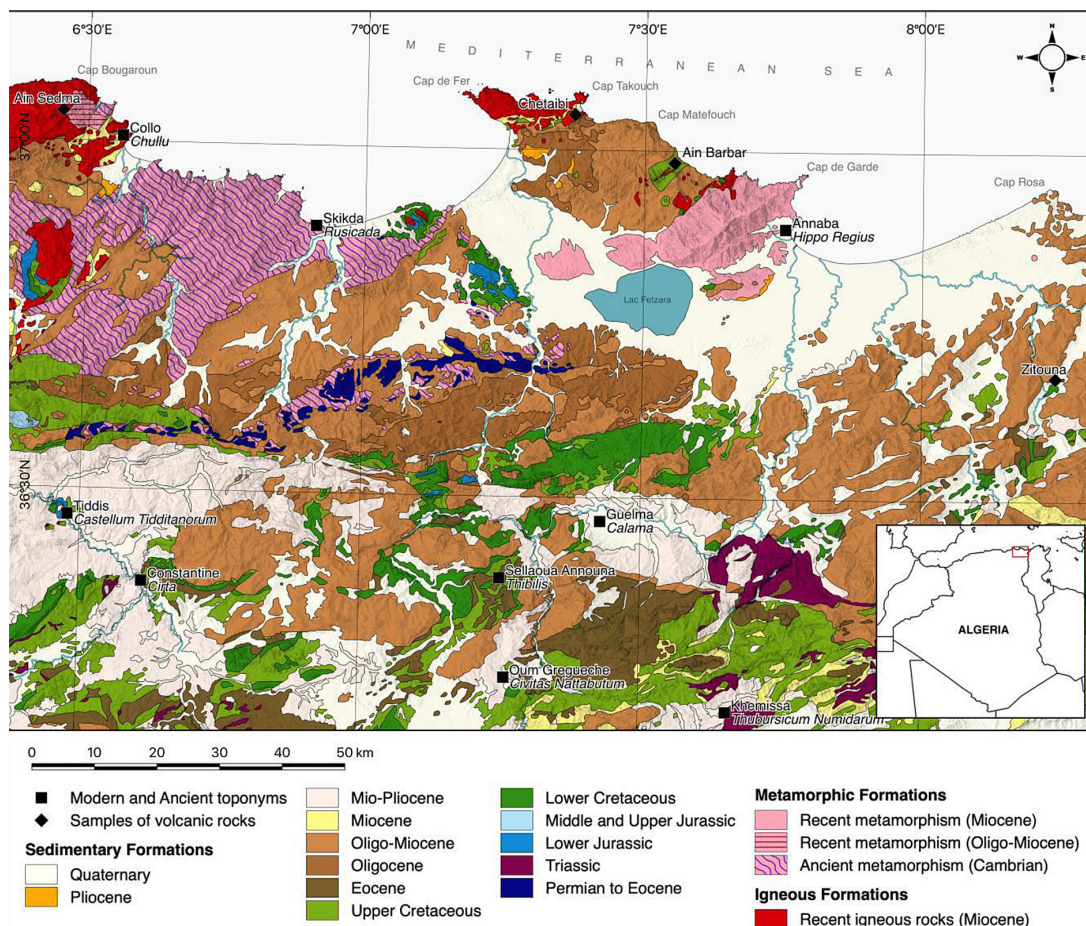 6°30'E
7°00'E
7°30'E
8°00'E
MEDITERRANEAN SEA
N
W
E
S
Cap Bougaroun
Cap de Fer
Cap Takouch
Ain Sedma
Chetaibi
Cap Matefouch
37°00'N
Collo
Chullu
Ain Barbar
Cap de Garde
Cap Rosa
Skikda
Rusicada
Annaba
Hippo Regius
Lac Fetzara
Zitouna
36°30'N
Tiddis
Castellum Tidditanorum
Guelma
Calama
Constantine
Cirta
Sellaoua Announa
Thibilis
ALGERIA
Oum Gregueche
Civitas Nattabutum
Khemissa
Thubursicum Numidarum
0 10 20 30 40 50 km
Modern and Ancient toponyms
Samples of volcanic rocks
Sedimentary Formations
Quaternary
Pliocene
Mio-Pliocene
Miocene
Oligo-Miocene
Oligocene
Eocene
Upper Cretaceous
Lower Cretaceous
Middle and Upper Jurassic
Lower Jurassic
Triassic
Permian to Eocene
Metamorphic Formations
Recent metamorphism (Miocene)
Recent metamorphism (Oligo-Miocene)
Ancient metamorphism (Cambrian)
Igneous Formations
Recent igneous rocks (Miocene)